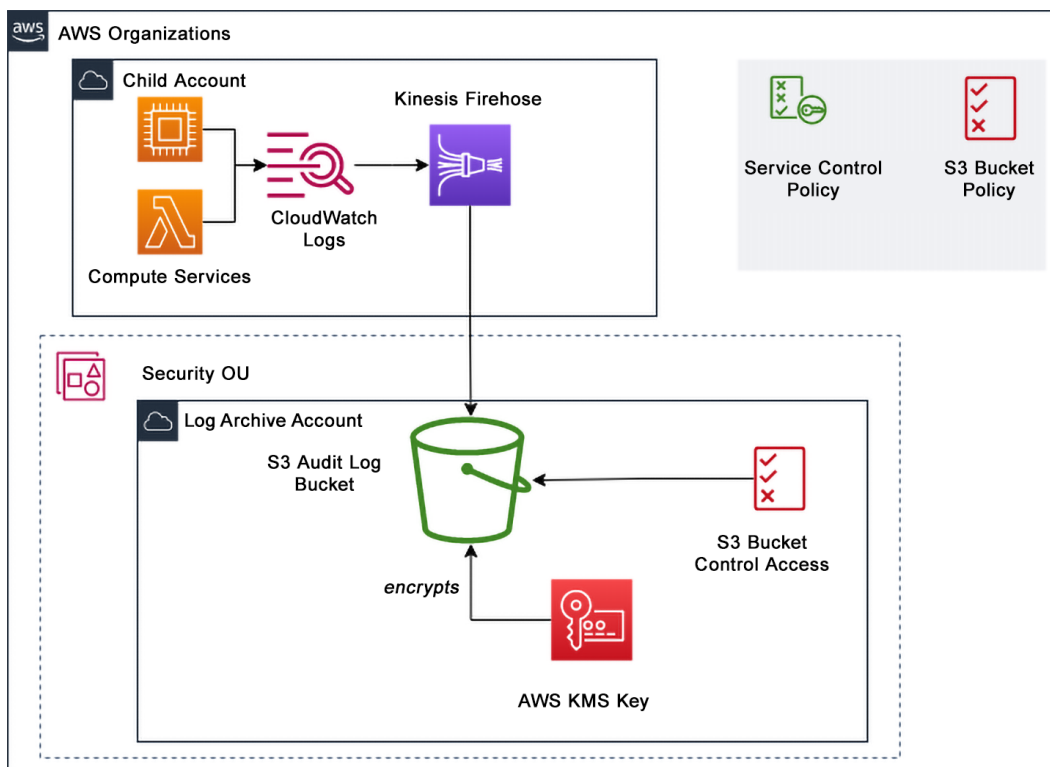 aws
AWS Organizations
Child Account
Kinesis Firehose
CloudWatch
Logs
Compute Services
Service Control
Policy
S3 Bucket
Policy
Security OU
Log Archive Account
S3 Audit Log
Bucket
S3 Bucket
Control Access
encrypts
AWS KMS Key